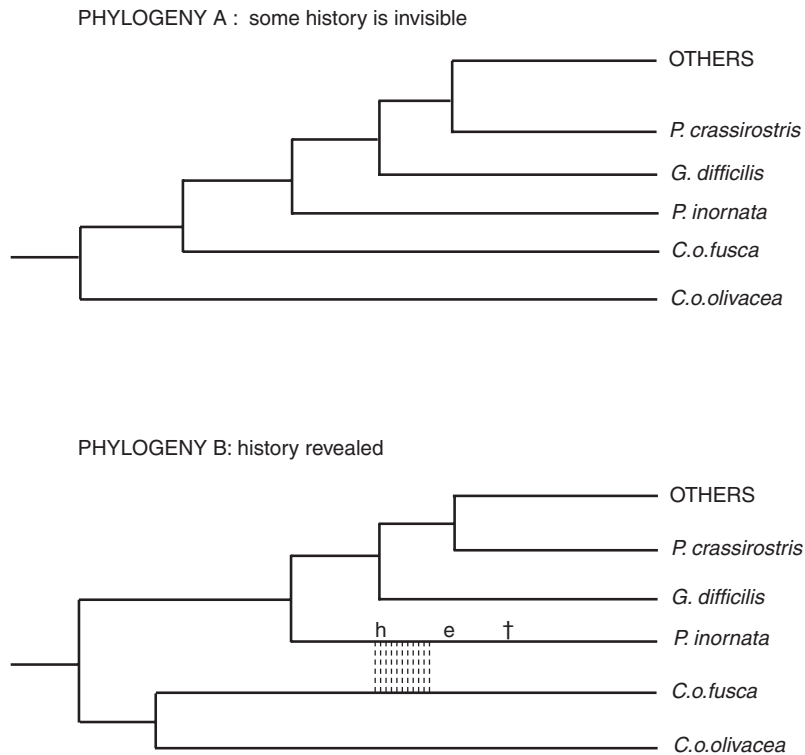 PHYLOGENY A : some history is invisible
OTHERS
P. crassirostris
G. difficilis
P. inornata
C.o.fusca
C.o.olivacea
PHYLOGENY B: history revealed
OTHERS
P. crassirostris
G. difficilis
h e †
P. inornata
C.o.fusca
C.o.olivacea